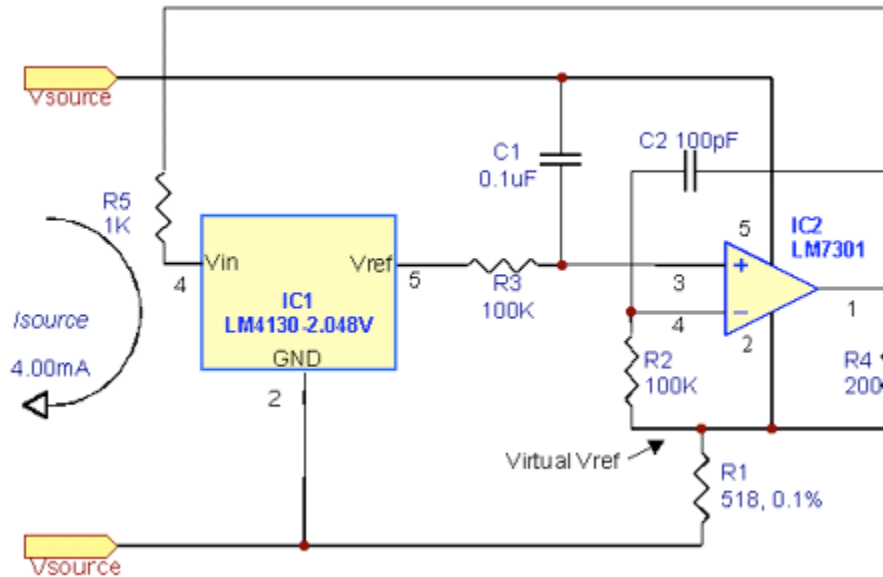 Vsource
C1
0.1uF
C2 100pF
R5
1K
IC2
LM7301
5
Vin
Vref
4
5
R3
100K
+
3
−
4
1
2
IC1
LM4130-2.048V
GND
2
Isource
4.00mA
R2
100K
R4
200K
Virtual Vref
R1
518, 0.1%
Vsource